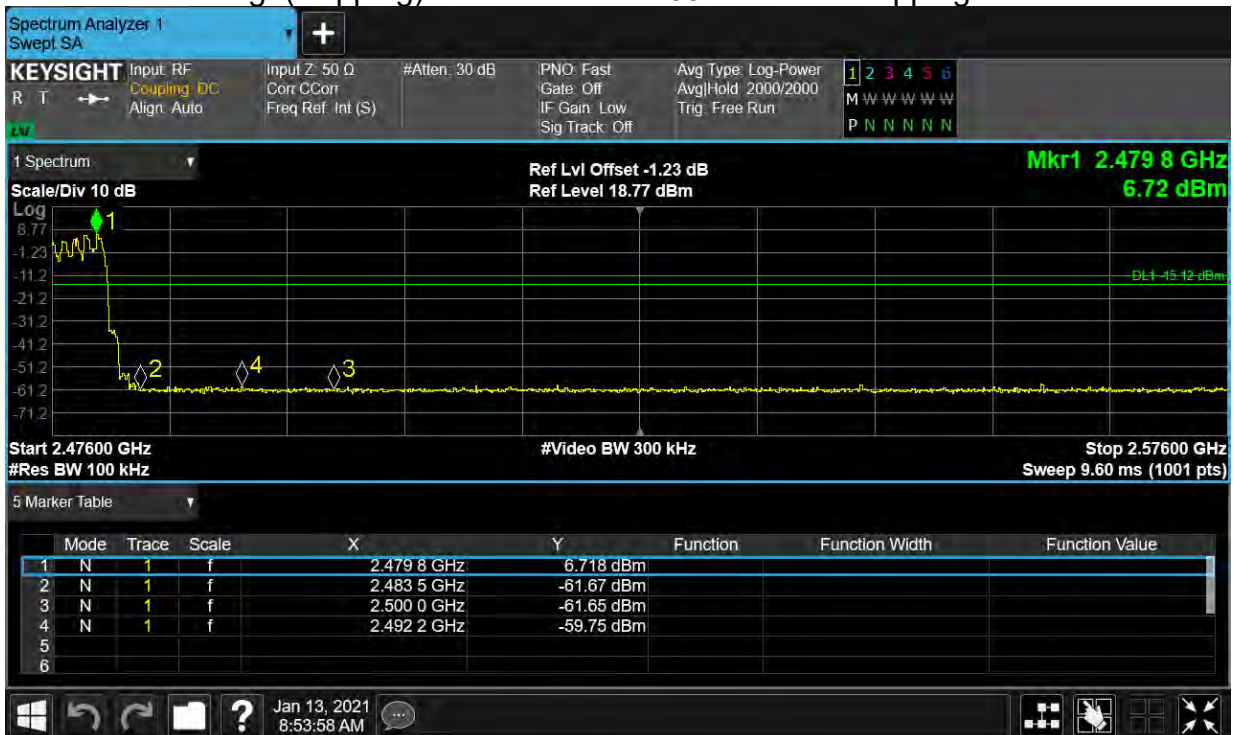 Spectrum Analyzer 1
Swept SA
KEYSIGHT Input: RF Input Z: 50 Ω #Atten: 30 dB PNO: Fast Avg Type: Log-Power 1 2 3 4 5 6
R T Coupling: DC Corr CCorr Gate: Off Avg|Hold: 2000/2000 M W W W W W
Align: Auto Freq Ref: Int (S) IF Gain: Low Trig: Free Run
LXI Sig Track: Off P N N N N N N
1 Spectrum Ref Lvl Offset -1.23 dB Mkr1 2.479 8 GHz
Scale/Div 10 dB Ref Level 18.77 dBm 6.72 dBm
Log
1
8.77
-1.23
-11.2 DL1 -15.12 dBm
-21.2
-31.2
-41.2
-51.2 2 4 3
-61.2
-71.2
Start 2.47600 GHz #Video BW 300 kHz Stop 2.57600 GHz
#Res BW 100 kHz Sweep 9.60 ms (1001 pts)
5 Marker Table
Mode Trace Scale X Y Function Function Width Function Value
1 N 1 f 2.479 8 GHz 6.718 dBm
2 N 1 f 2.483 5 GHz -61.67 dBm
3 N 1 f 2.500 0 GHz -61.65 dBm
4 N 1 f 2.492 2 GHz -59.75 dBm
5
6
? Jan 13, 2021
8:53:58 AM